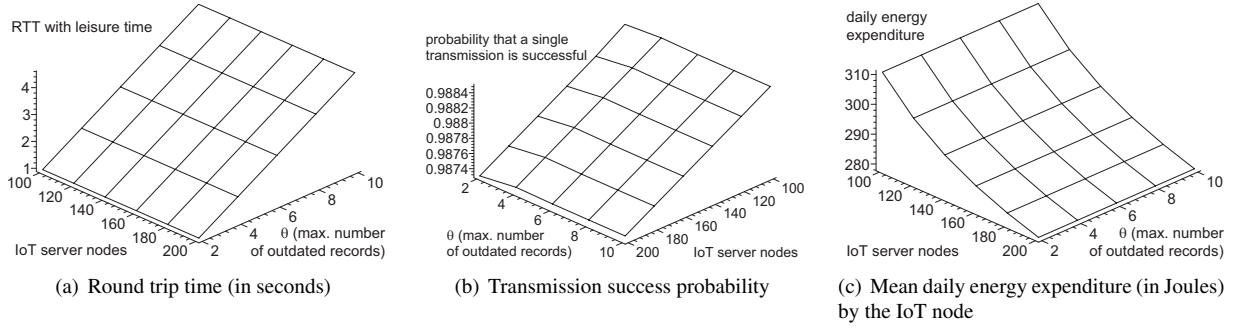 RTT with leisure time
4
3
2
1
100
120
140
160
180
200
IoT server nodes
2
4
6
8
10
θ (max. number
of outdated records)
(a) Round trip time (in seconds)
probability that a single
transmission is successful
0.9884
0.9882
0.988
0.9878
0.9876
0.9874
2
4
6
8
10
θ (max. number
of outdated records)
200
180
160
140
120
100
IoT server nodes
(b) Transmission success probability
daily energy
expenditure
310
300
290
280
100
120
140
160
180
200
IoT server nodes
2
4
6
8
10
θ (max. number
of outdated records)
(c) Mean daily energy expenditure (in Joules)
by the IoT node